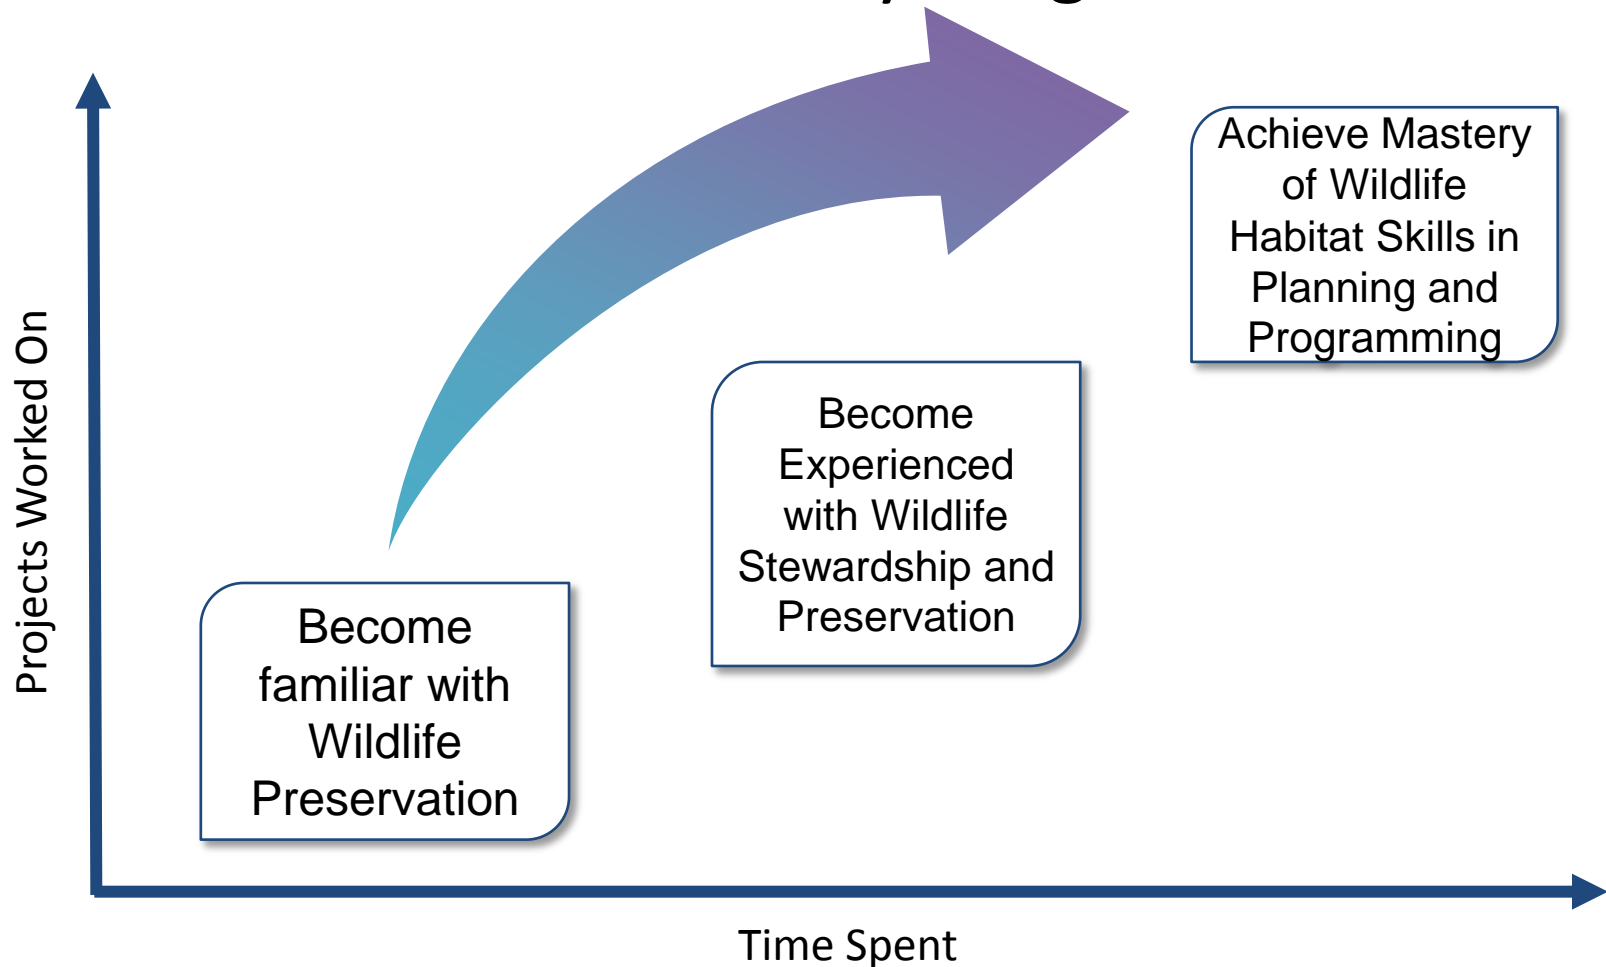 Achieve Mastery
of Wildlife
Habitat Skills in
Planning and
Programming
Become
Experienced
with Wildlife
Stewardship and
Preservation
Become
familiar with
Wildlife
Preservation
Projects Worked On
Time Spent